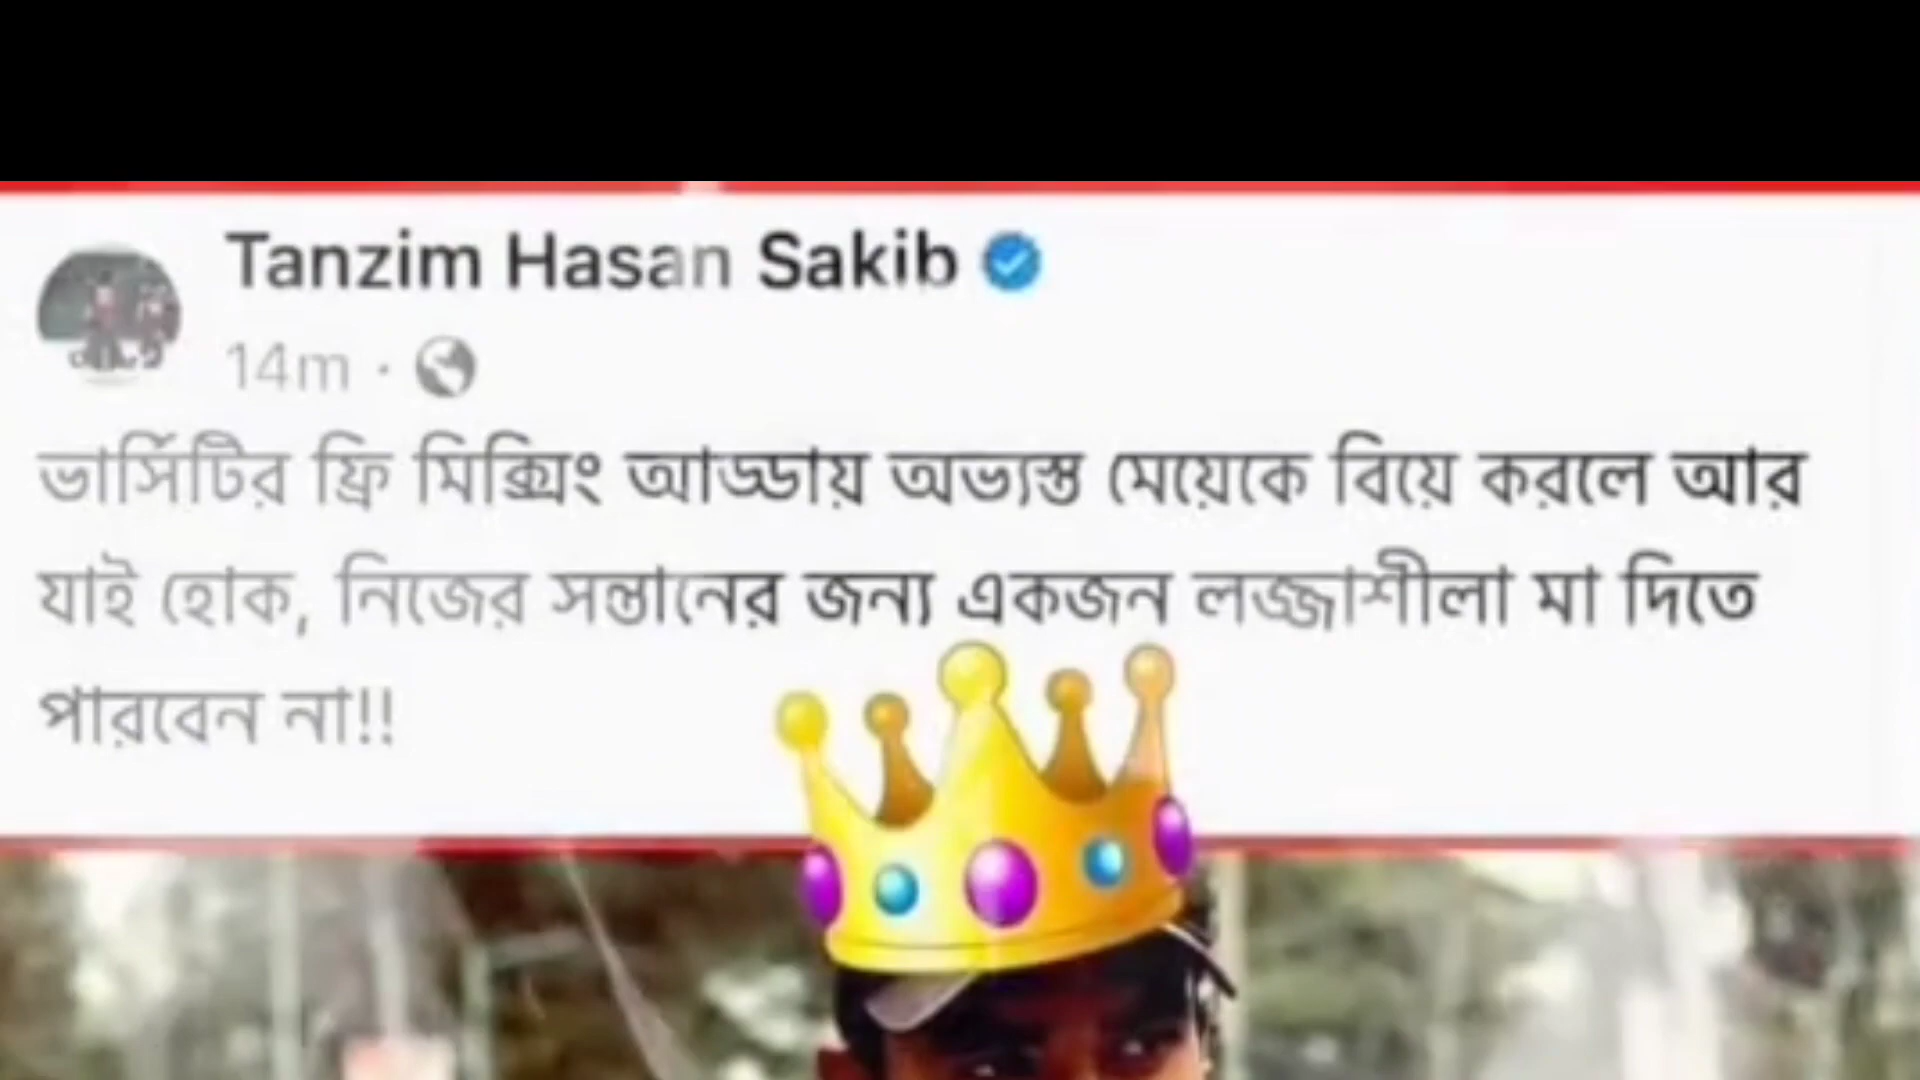 Tanzim Hasan Sakib
14m ·
ভার্সিটির ফ্রি মিক্সিং আড্ডায় অভ্যস্ত মেয়েকে বিয়ে করলে আর
যাই হোক, নিজের সন্তানের জন্য একজন লজ্জাশীলা মা দিতে
পারবেন না!!